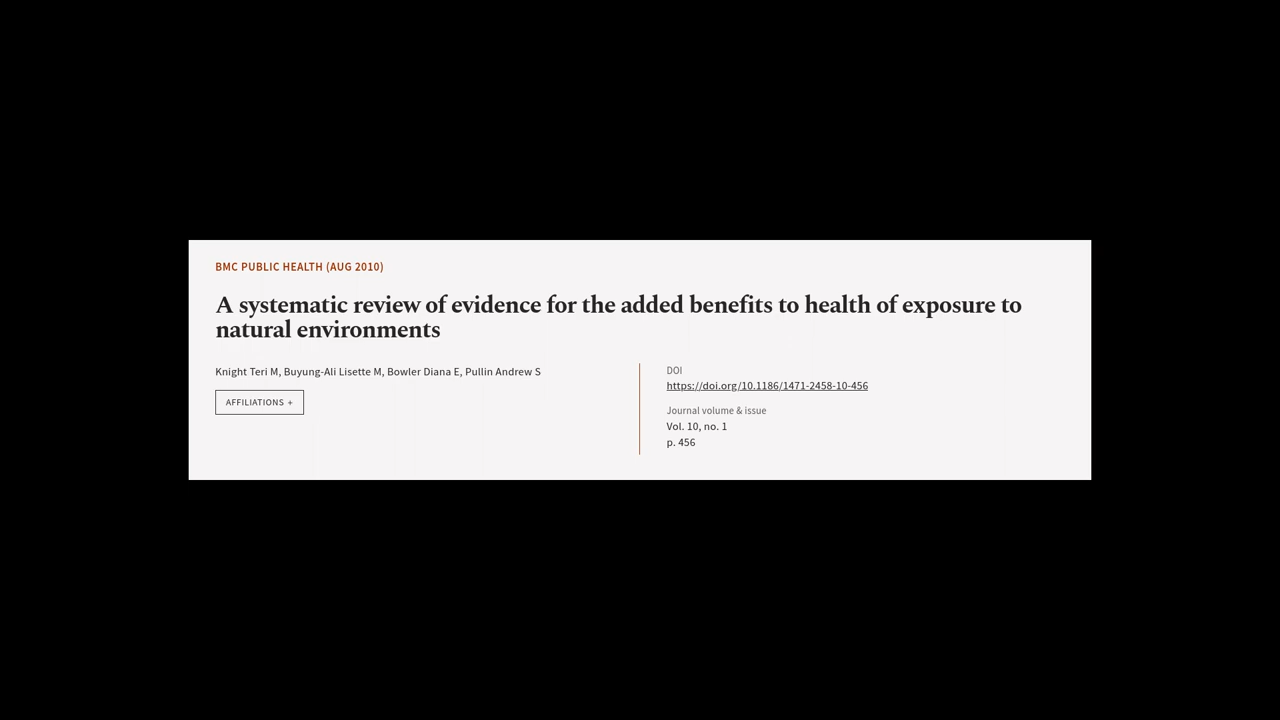 BMC PUBLIC HEALTH (AUG 2010)
A systematic review of evidence for the added benefits to health of exposure to
natural environments
Knight Teri M, Buyung-Ali Lisette M, Bowler Diana E, Pullin Andrew S
AFFILIATIONS +
DOI
https://doi.org/10.1186/1471-2458-10-456
Journal volume & issue
Vol. 10, no. 1
p. 456